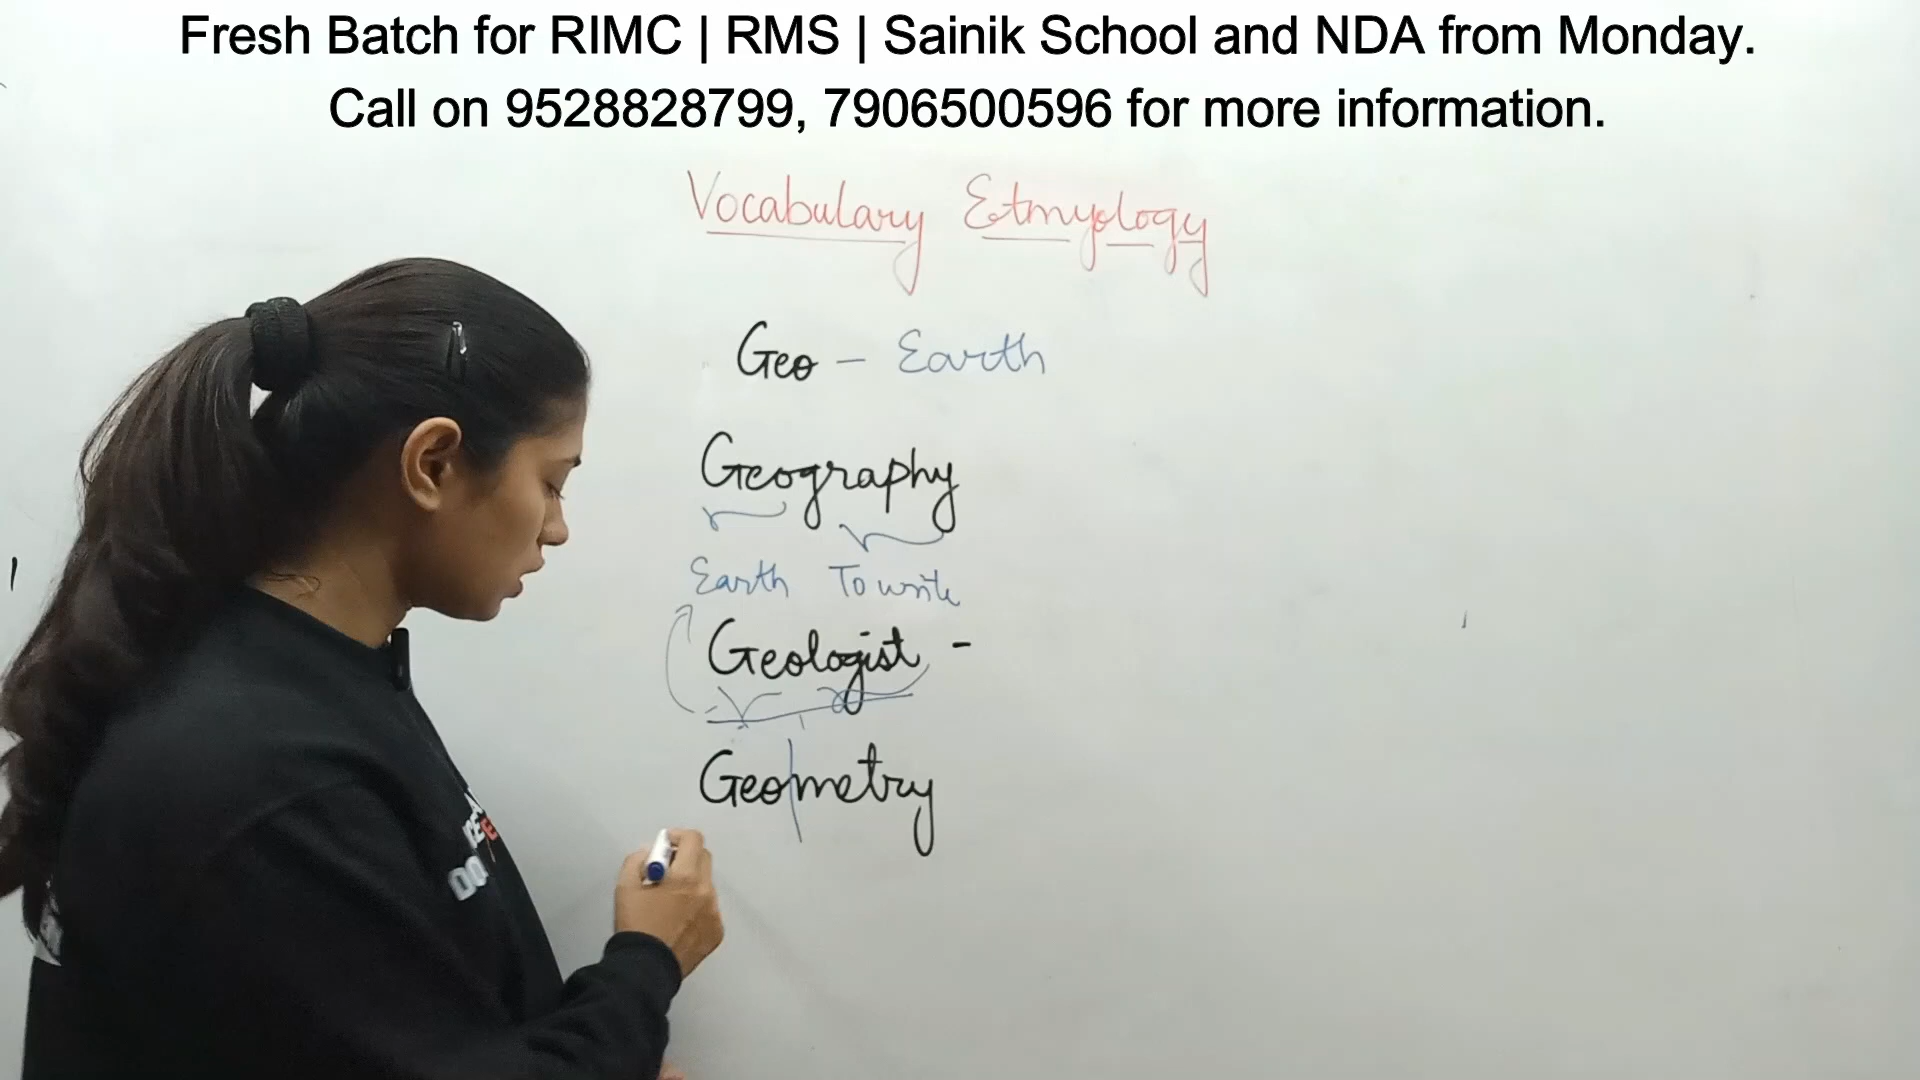 Fresh Batch for RIMC | RMS | Sainik School and NDA from Monday.
Call on 9528828799, 7906500596 for more information.
Vocabulary Etmyology
Geo - Earth
Geography
Earth To write
Geologist -
Geometry